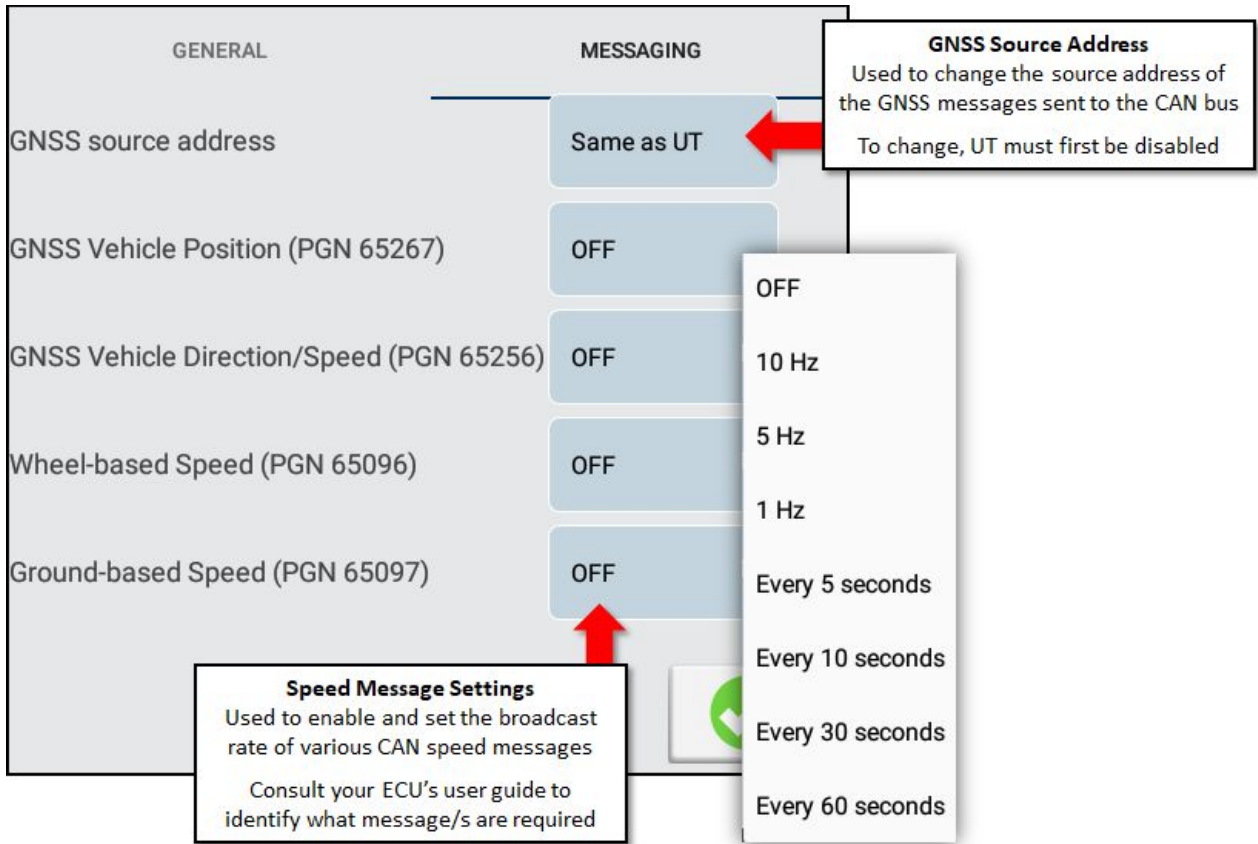 GENERAL
MESSAGING
GNSS Source Address
Used to change the source address of
the GNSS messages sent to the CAN bus
To change, UT must first be disabled
GNSS source address
Same as UT
GNSS Vehicle Position (PGN 65267)
OFF
GNSS Vehicle Direction/Speed (PGN 65256)
OFF
Wheel-based Speed (PGN 65096)
OFF
Ground-based Speed (PGN 65097)
OFF
OFF
10 Hz
5 Hz
1 Hz
Every 5 seconds
Every 10 seconds
Every 30 seconds
Every 60 seconds
Speed Message Settings
Used to enable and set the broadcast
rate of various CAN speed messages
Consult your ECU’s user guide to
identify what message/s are required